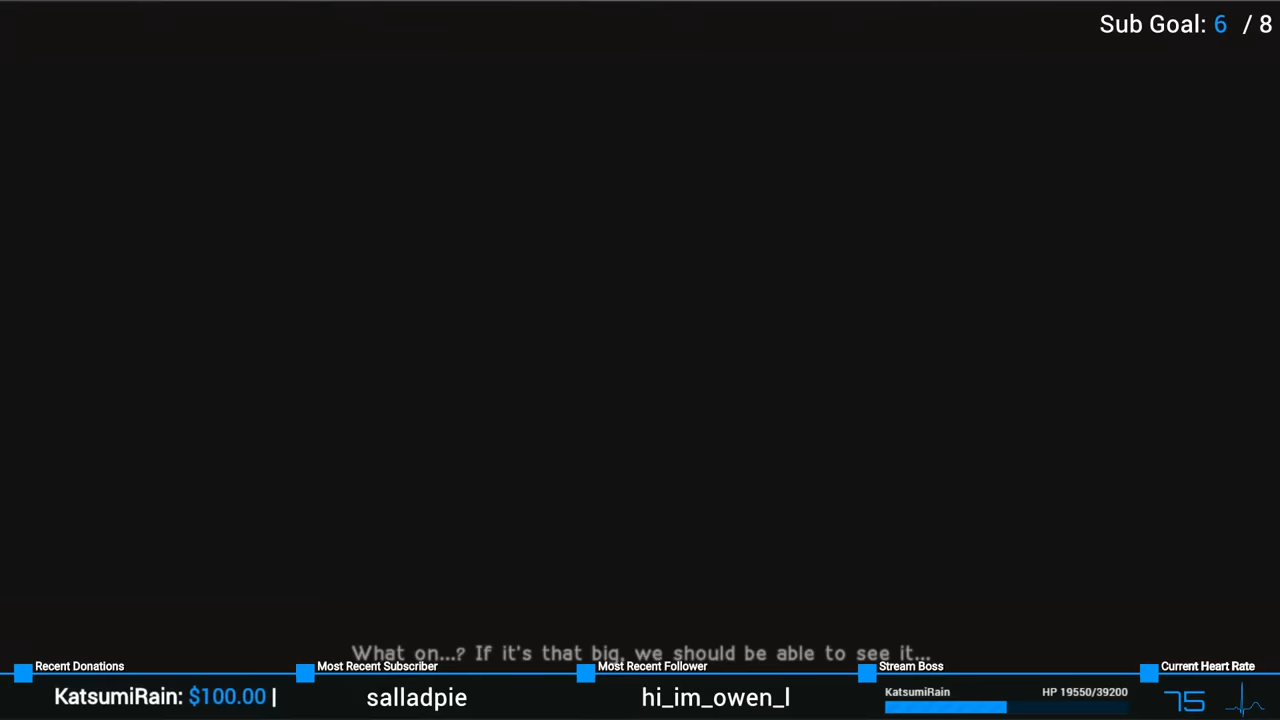 Sub Goal: 6 / 8
What on...? If it's that big, we should be able to see it...
Recent Donations
Most Recent Subscriber
Most Recent Follower
Stream Boss
Current Heart Rate
KatsumiRain: $100.00 |
salladpie
hi_im_owen_l
KatsumiRain
HP 19550/39200
75